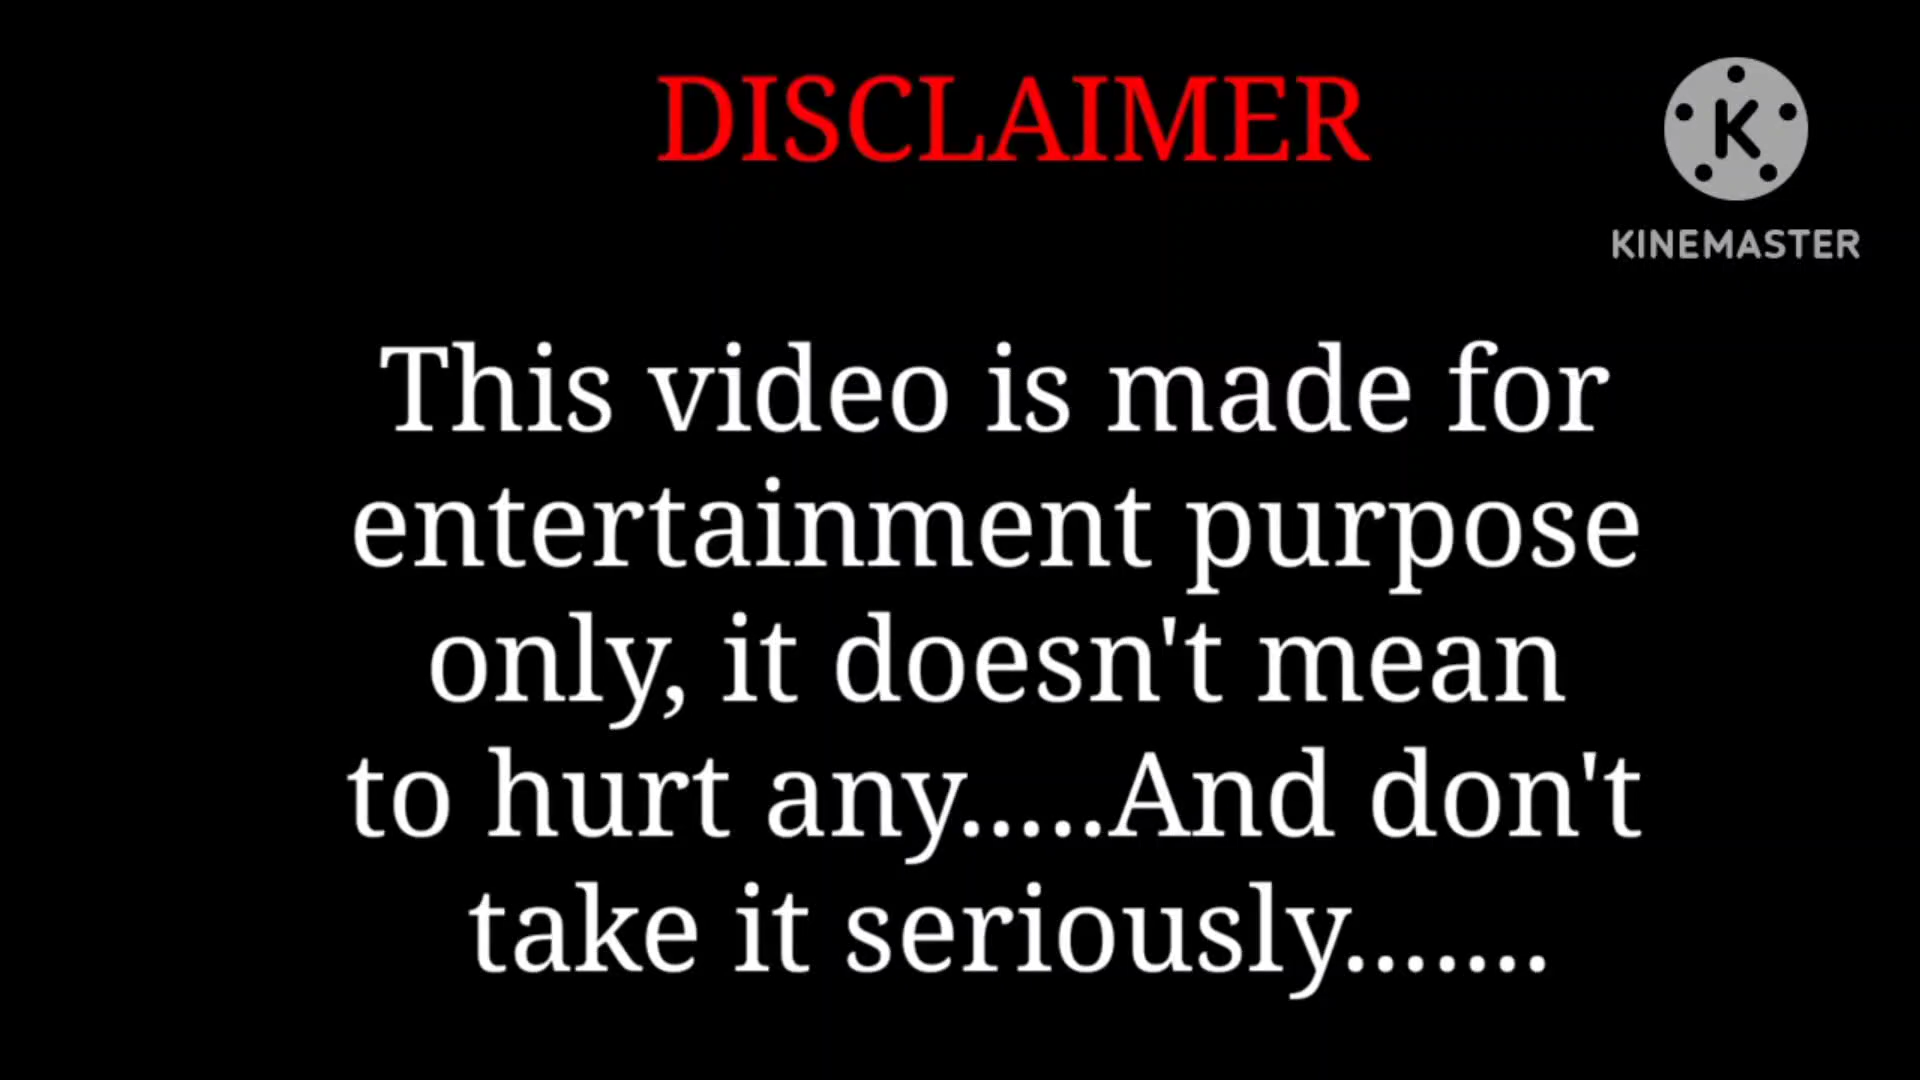 DISCLAIMER
K
KINEMASTER
This video is made for
entertainment purpose
only, it doesn't mean
to hurt any.....And don't
take it seriously.......